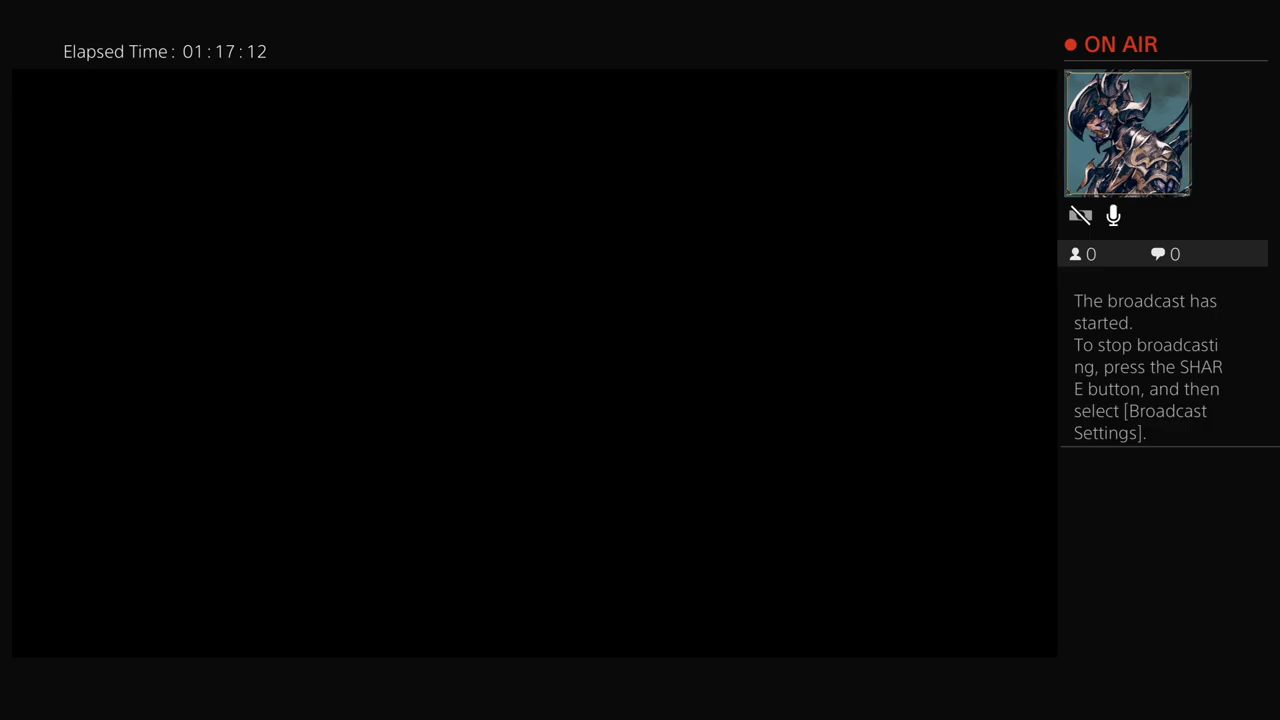 Elapsed Time: 01:17:12
ON AIR
0 0
The broadcast has
started.
To stop broadcasti
ng, press the SHAR
E button, and then
select [Broadcast
Settings].